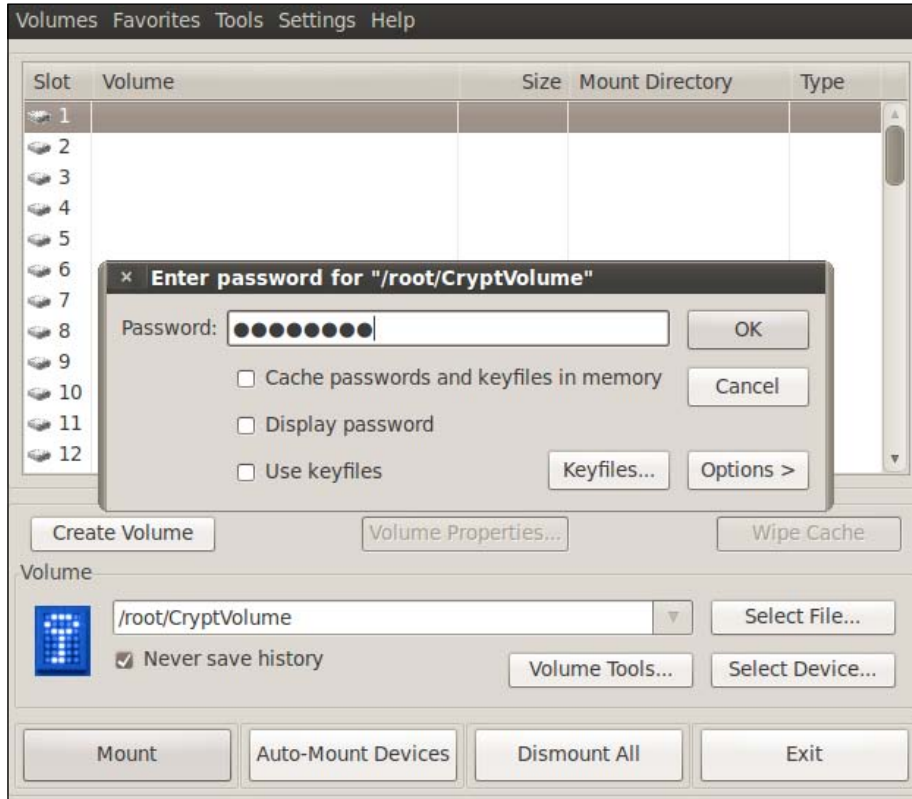 Volumes Favorites Tools Settings Help
Slot Volume Size Mount Directory Type
1
2
3
4
5
6
7
8
9
10
11
12
× Enter password for "/root/CryptVolume"
Password: ●●●●●●●● OK
Cache passwords and keyfiles in memory Cancel
Display password
Use keyfiles Keyfiles... Options >
Create Volume Volume Properties... Wipe Cache
Volume
/root/CryptVolume Select File...
Never save history Volume Tools... Select Device...
Mount Auto-Mount Devices Dismount All Exit